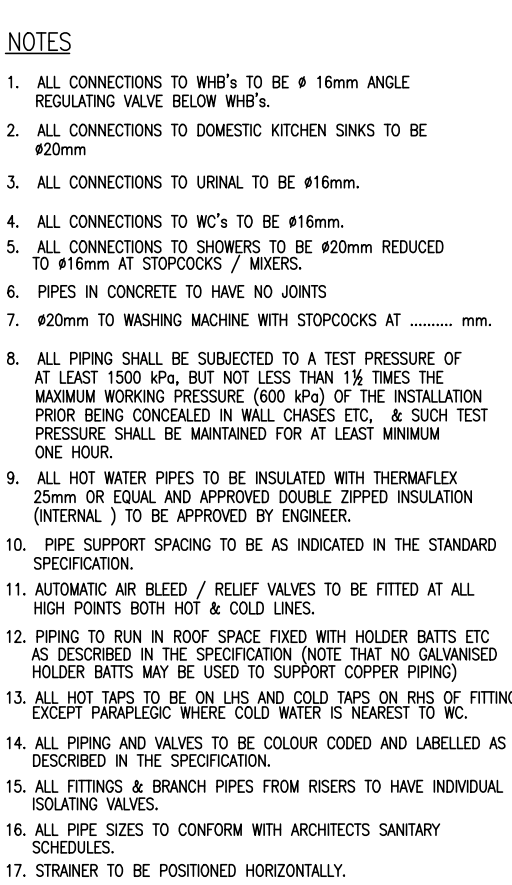 NOTES
1. ALL CONNECTIONS TO WHB's TO BE ø 16mm ANGLE
REGULATING VALVE BELOW WHB's.
2. ALL CONNECTIONS TO DOMESTIC KITCHEN SINKS TO BE
ø20mm
3. ALL CONNECTIONS TO URINAL TO BE ø16mm.
4. ALL CONNECTIONS TO WC's TO BE ø16mm.
5. ALL CONNECTIONS TO SHOWERS TO BE ø20mm REDUCED
TO ø16mm AT STOPCOCKS / MIXERS.
6. PIPES IN CONCRETE TO HAVE NO JOINTS
7. ø20mm TO WASHING MACHINE WITH STOPCOCKS AT .......... mm.
8. ALL PIPING SHALL BE SUBJECTED TO A TEST PRESSURE OF
AT LEAST 1500 kPa, BUT NOT LESS THAN 1½ TIMES THE
MAXIMUM WORKING PRESSURE (600 kPa) OF THE INSTALLATION
PRIOR BEING CONCEALED IN WALL CHASES ETC, & SUCH TEST
PRESSURE SHALL BE MAINTAINED FOR AT LEAST MINIMUM
ONE HOUR.
9. ALL HOT WATER PIPES TO BE INSULATED WITH THERMAFLEX
25mm OR EQUAL AND APPROVED DOUBLE ZIPPED INSULATION
(INTERNAL ) TO BE APPROVED BY ENGINEER.
10. PIPE SUPPORT SPACING TO BE AS INDICATED IN THE STANDARD
SPECIFICATION.
11. AUTOMATIC AIR BLEED / RELIEF VALVES TO BE FITTED AT ALL
HIGH POINTS BOTH HOT & COLD LINES.
12. PIPING TO RUN IN ROOF SPACE FIXED WITH HOLDER BATTS ETC
AS DESCRIBED IN THE SPECIFICATION (NOTE THAT NO GALVANISED
HOLDER BATTS MAY BE USED TO SUPPORT COPPER PIPING)
13. ALL HOT TAPS TO BE ON LHS AND COLD TAPS ON RHS OF FITTING
EXCEPT PARAPLEGIC WHERE COLD WATER IS NEAREST TO WC.
14. ALL PIPING AND VALVES TO BE COLOUR CODED AND LABELLED AS
DESCRIBED IN THE SPECIFICATION.
15. ALL FITTINGS & BRANCH PIPES FROM RISERS TO HAVE INDIVIDUAL
ISOLATING VALVES.
16. ALL PIPE SIZES TO CONFORM WITH ARCHITECTS SANITARY
SCHEDULES.
17. STRAINER TO BE POSITIONED HORIZONTALLY.